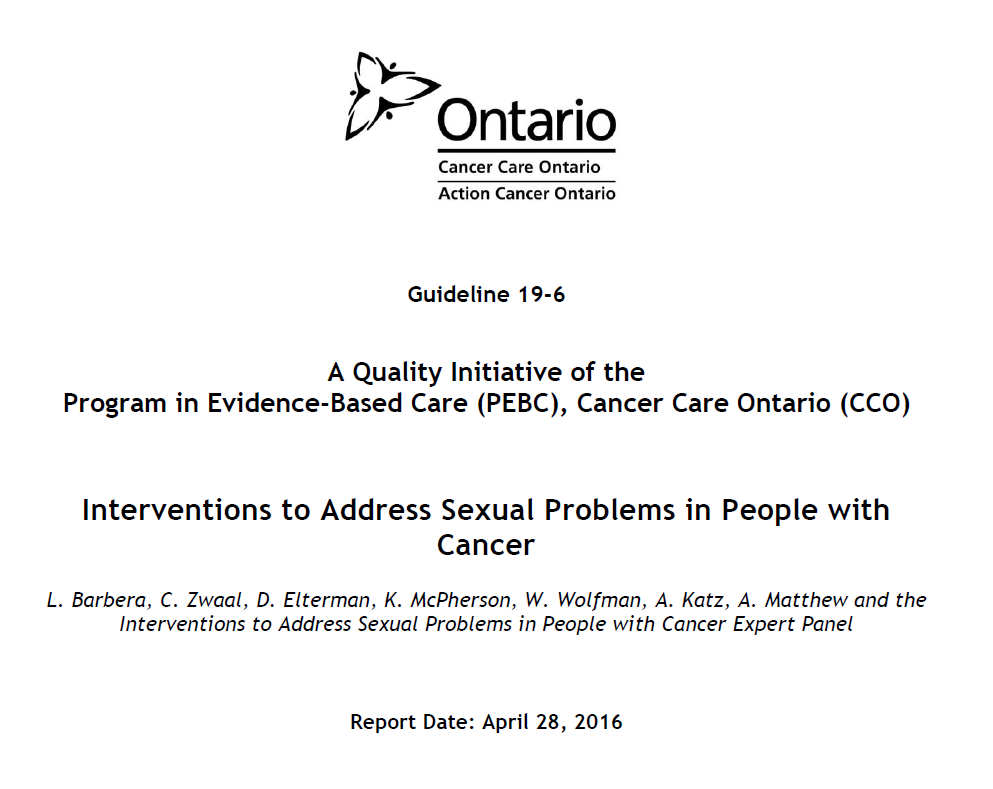 Ontario
Cancer Care Ontario
Action Cancer Ontario
Guideline 19-6
A Quality Initiative of the
Program in Evidence-Based Care (PEBC), Cancer Care Ontario (CCO)
Interventions to Address Sexual Problems in People with
Cancer
L. Barbera, C. Zwaal, D. Elterman, K. McPherson, W. Wolfman, A. Katz, A. Matthew and the
Interventions to Address Sexual Problems in People with Cancer Expert Panel
Report Date: April 28, 2016